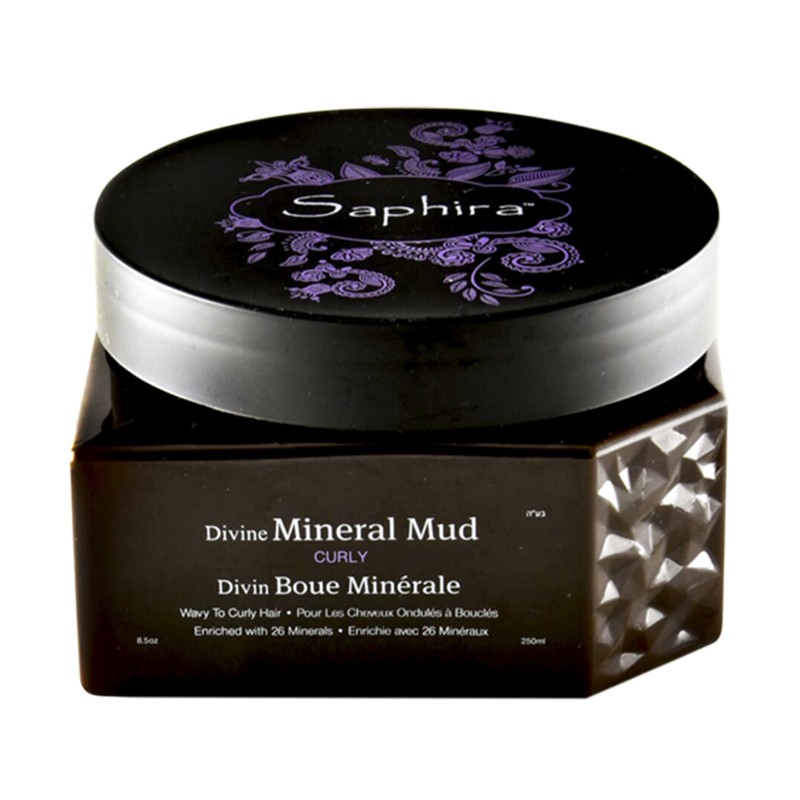 Saphira™
בס"ד
Divine Mineral Mud
CURLY
Divin Boue Minérale
Wavy To Curly Hair • Pour Les Cheveux Ondulés à Bouclés
Enriched with 26 Minerals • Enrichie avec 26 Minéraux
8.5oz
250ml